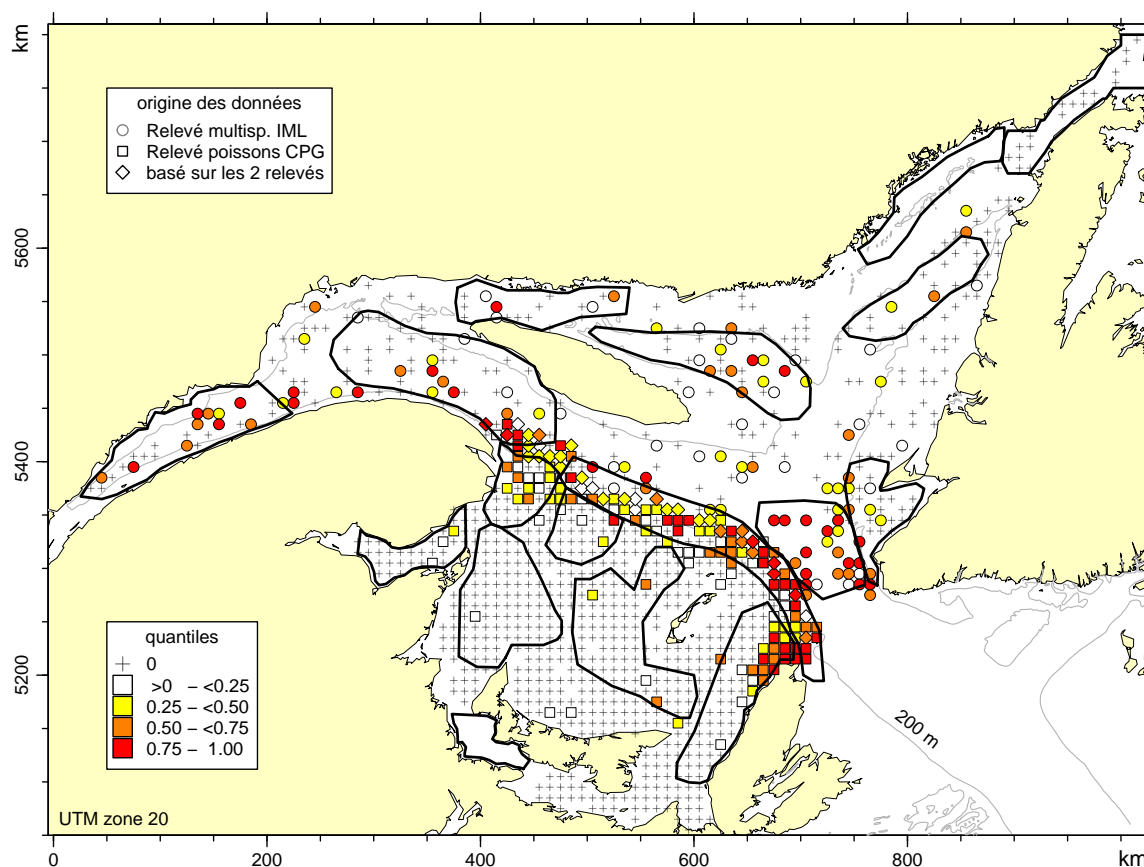 km
5600
5400
5200
origine des données
Relevé multisp. IML
Relevé poissons CPG
basé sur les 2 relevés
quantiles
0
>0 – <0.25
0.25 – <0.50
0.50 – <0.75
0.75 – 1.00
200 m
UTM zone 20
0 200 400 600 800 km